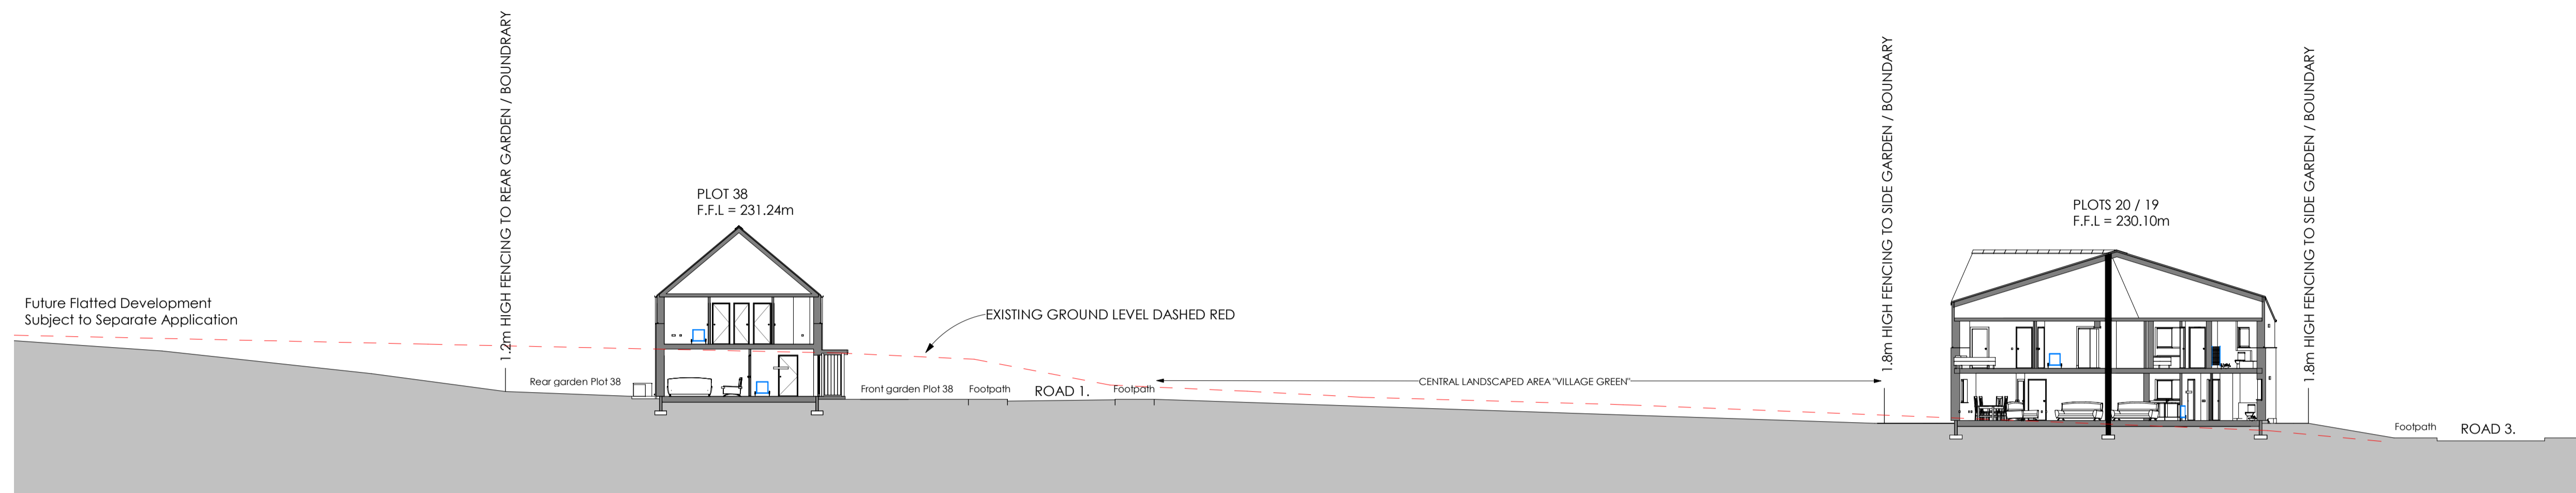 1.2m HIGH FENCING TO REAR GARDEN / BOUNDRARY
1.8m HIGH FENCING TO SIDE GARDEN / BOUNDARY
1.8m HIGH FENCING TO SIDE GARDEN / BOUNDARY
PLOT 38
F.F.L = 231.24m
PLOTS 20 / 19
F.F.L = 230.10m
Future Flatted Development
Subject to Separate Application
EXISTING GROUND LEVEL DASHED RED
Rear garden Plot 38
Front garden Plot 38
Footpath
ROAD 1.
Footpath
CENTRAL LANDSCAPED AREA "VILLAGE GREEN"
Footpath
ROAD 3.